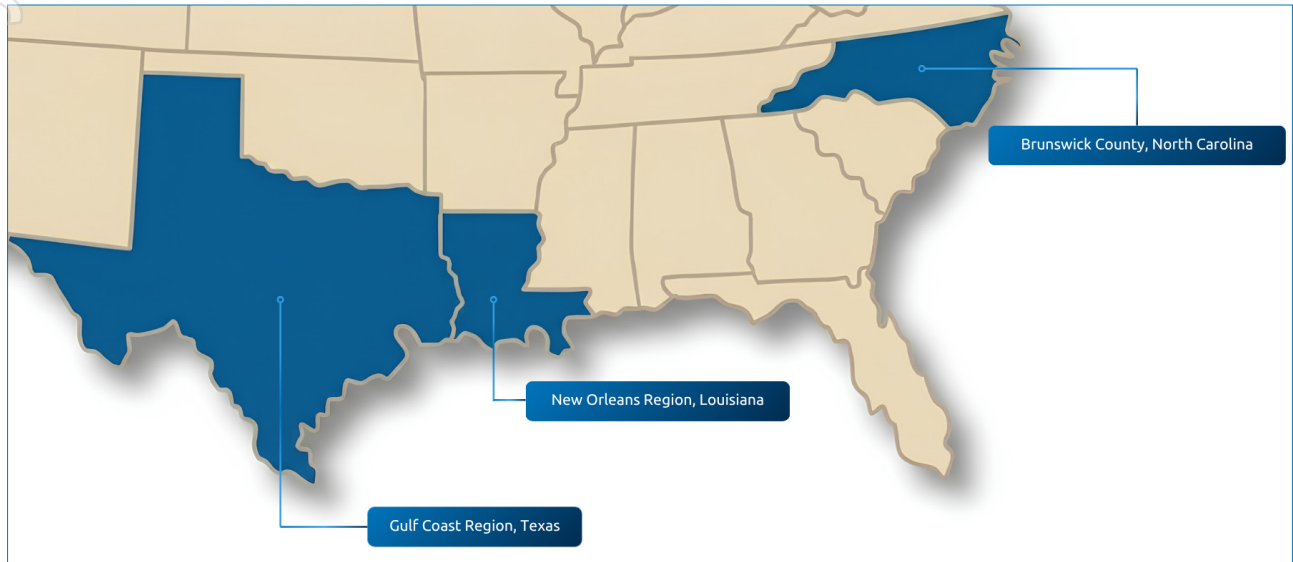 Brunswick County, North Carolina
New Orleans Region, Louisiana
Gulf Coast Region, Texas